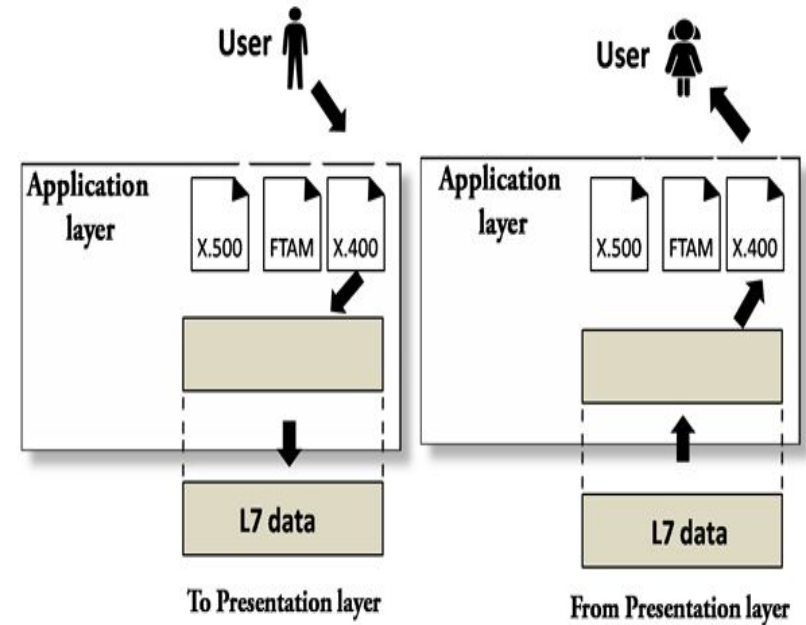 User
Application
layer
X.500
FTAM
X.400
L7 data
To Presentation layer
User
Application
layer
X.500
FTAM
X.400
L7 data
From Presentation layer